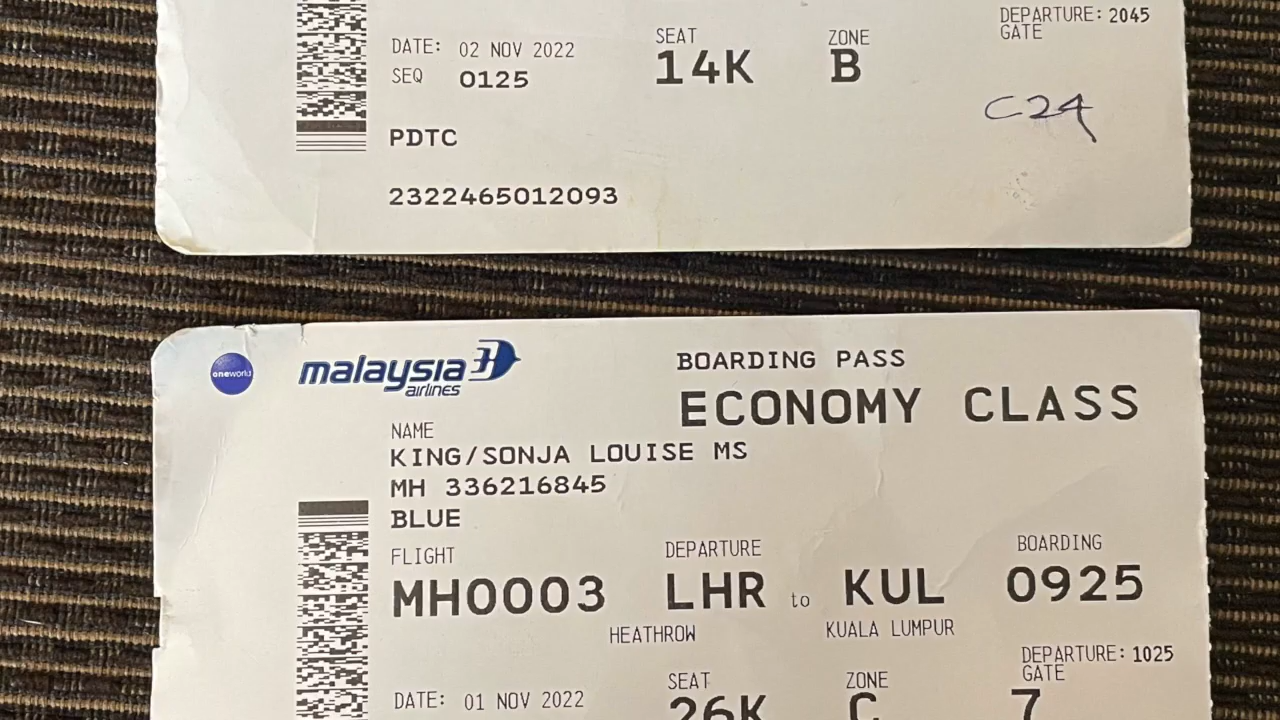 DEPARTURE: 2045
DATE: 02 NOV 2022 SEAT ZONE GATE
SEQ 0125 14K B
C24
PDTC
2322465012093
oneworld malaysia airlines BOARDING PASS
ECONOMY CLASS
NAME
KING/SONJA LOUISE MS
MH 336216845
BLUE
FLIGHT DEPARTURE BOARDING
MH0003 LHR to KUL 0925
HEATHROW KUALA LUMPUR
DEPARTURE: 1025
DATE: 01 NOV 2022 SEAT ZONE GATE
26K C 7